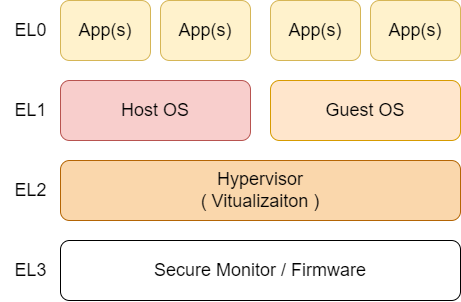 EL0 App(s) App(s) App(s) App(s)
EL1 Host OS Guest OS
EL2 Hypervisor
( Vitualizaiton )
EL3 Secure Monitor / Firmware